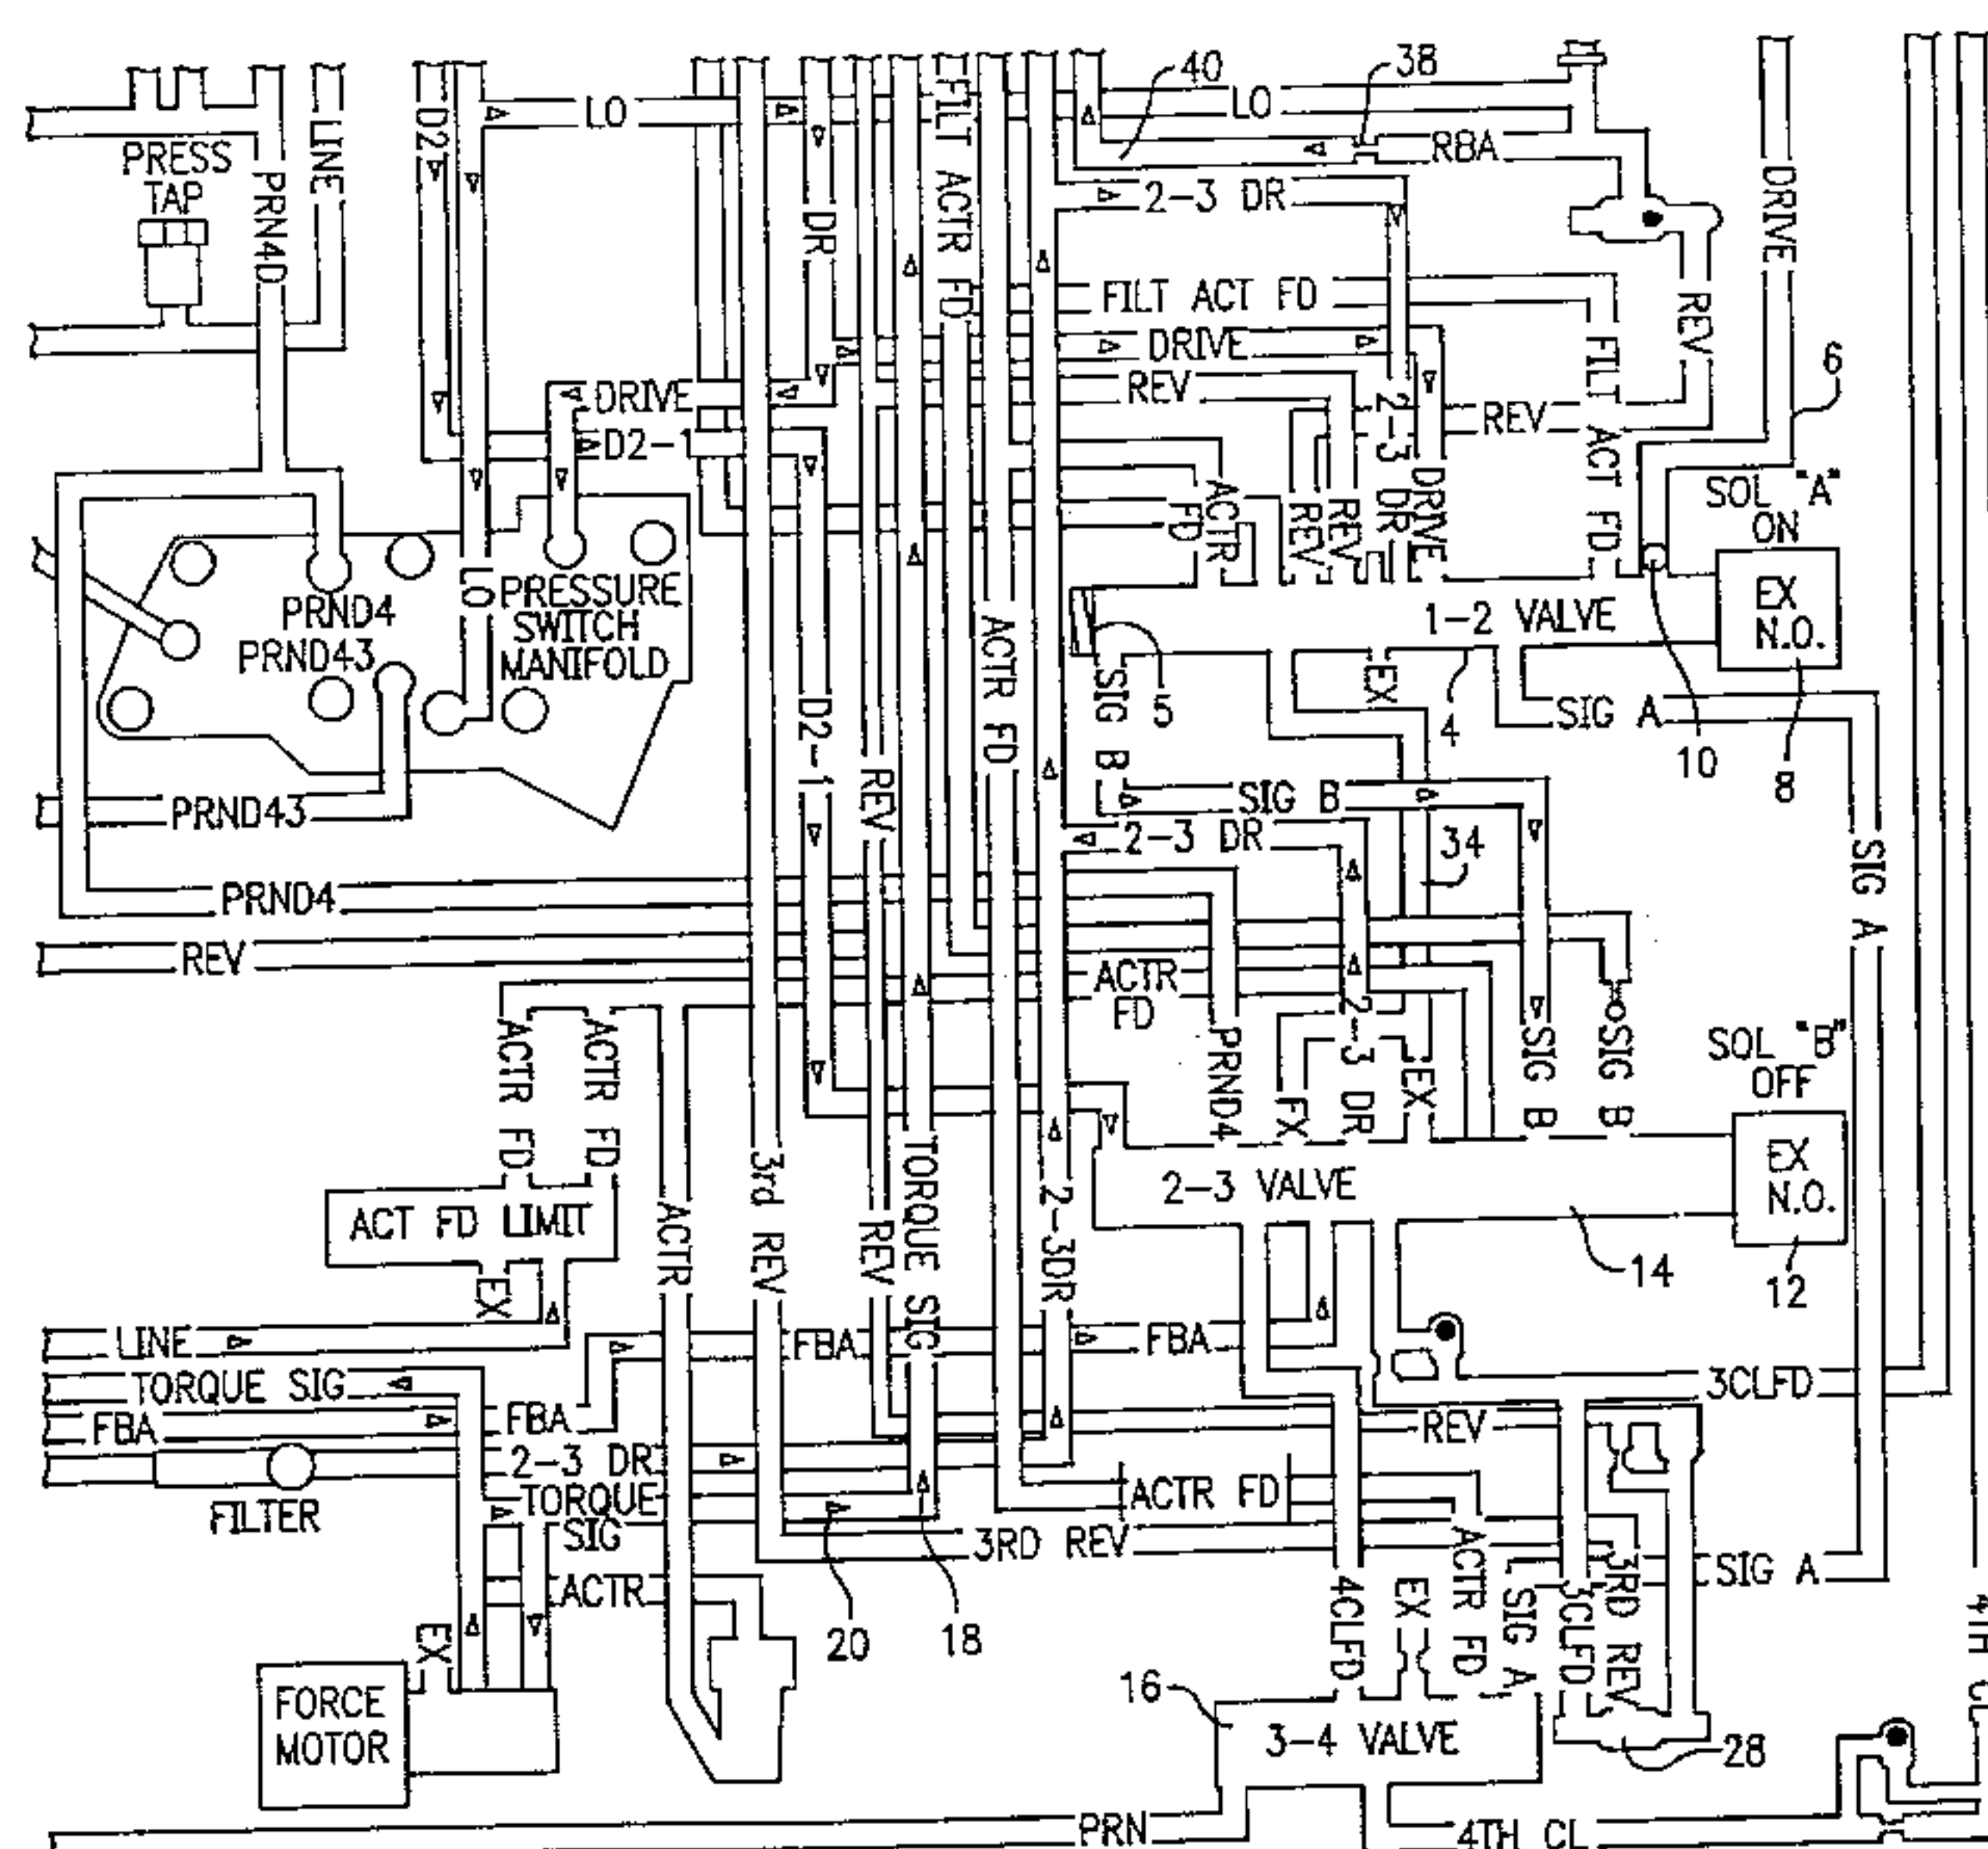 40
38
LO
LO
RBA
D2
LINE
PRESS
TAP
PRN4D
FILT ACTR FD
2-3 DR
DRIVE
DR
FILT ACT FD
REV
DRIVE
6
REV
FILT ACT FD
DRIVE
D2-1
2-3 DR
REV
DRIVE
SOL "A"
ON
ACTR
FD
REV
REV
PRND4
PRND43
LO
PRESSURE
SWITCH
MANIFOLD
ACTR FD
1-2 VALVE
EX
N.O.
SIG B
5
EX
4
SIG A
10
8
D2-1
REV
PRND43
SIG B
2-3 DR
34
SIG A
PRND4
REV
ACTR
FD
2-3 DR
PRND4
EX
SIG B
SIG B
SOL "B"
OFF
ACTR FD
ACTR FD
3rd REV
REV
TORQUE SIG
2-3DR
2-3 VALVE
EX
N.O.
ACT FD LIMIT
ACTR
EX
14
12
LINE
FBA
FBA
TORQUE SIG
3CLFD
FBA
FBA
REV
2-3 DR
FILTER
TORQUE
SIG
ACTR FD
3RD REV
SIG A
ACTR
20
18
4CLFD
EX
ACTR FD
SIG A
3CLFD
3RD REV
EX
FORCE
MOTOR
16
3-4 VALVE
28
PRN
4TH CL